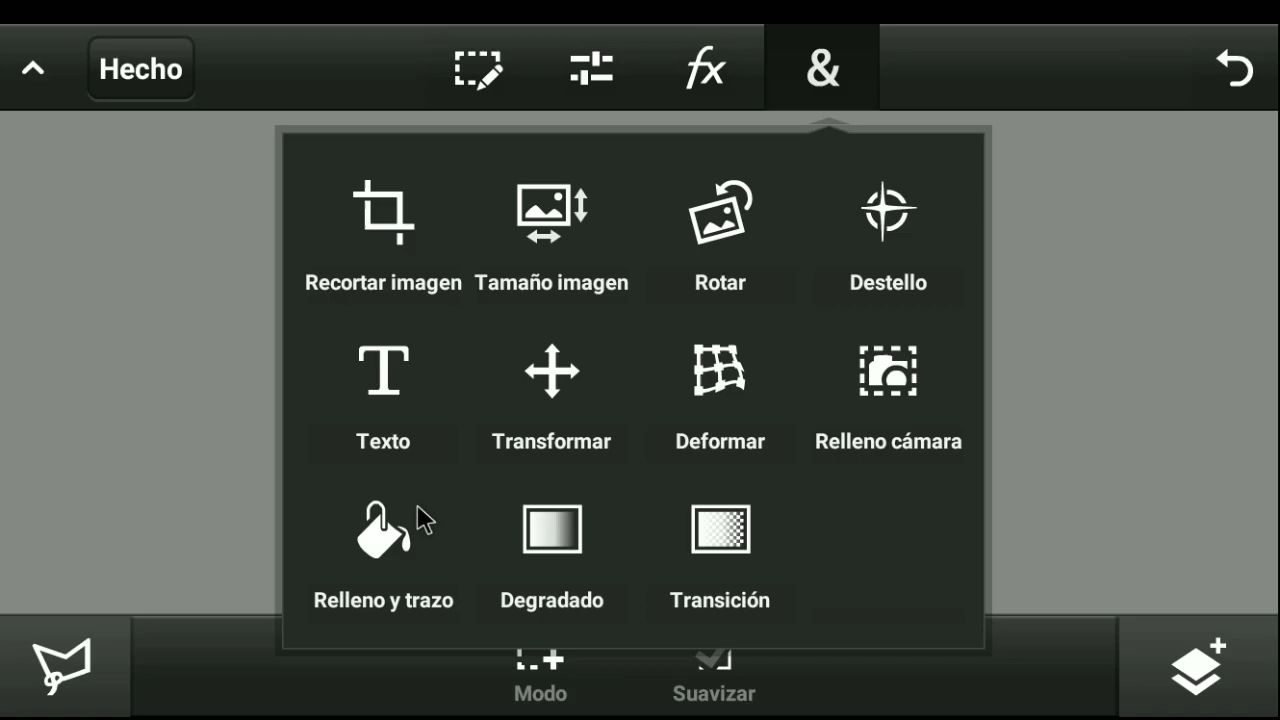 Hecho
fx
&
Recortar imagen
Tamaño imagen
Rotar
Destello
Texto
Transformar
Deformar
Relleno cámara
Relleno y trazo
Degradado
Transición
Modo
Suavizar